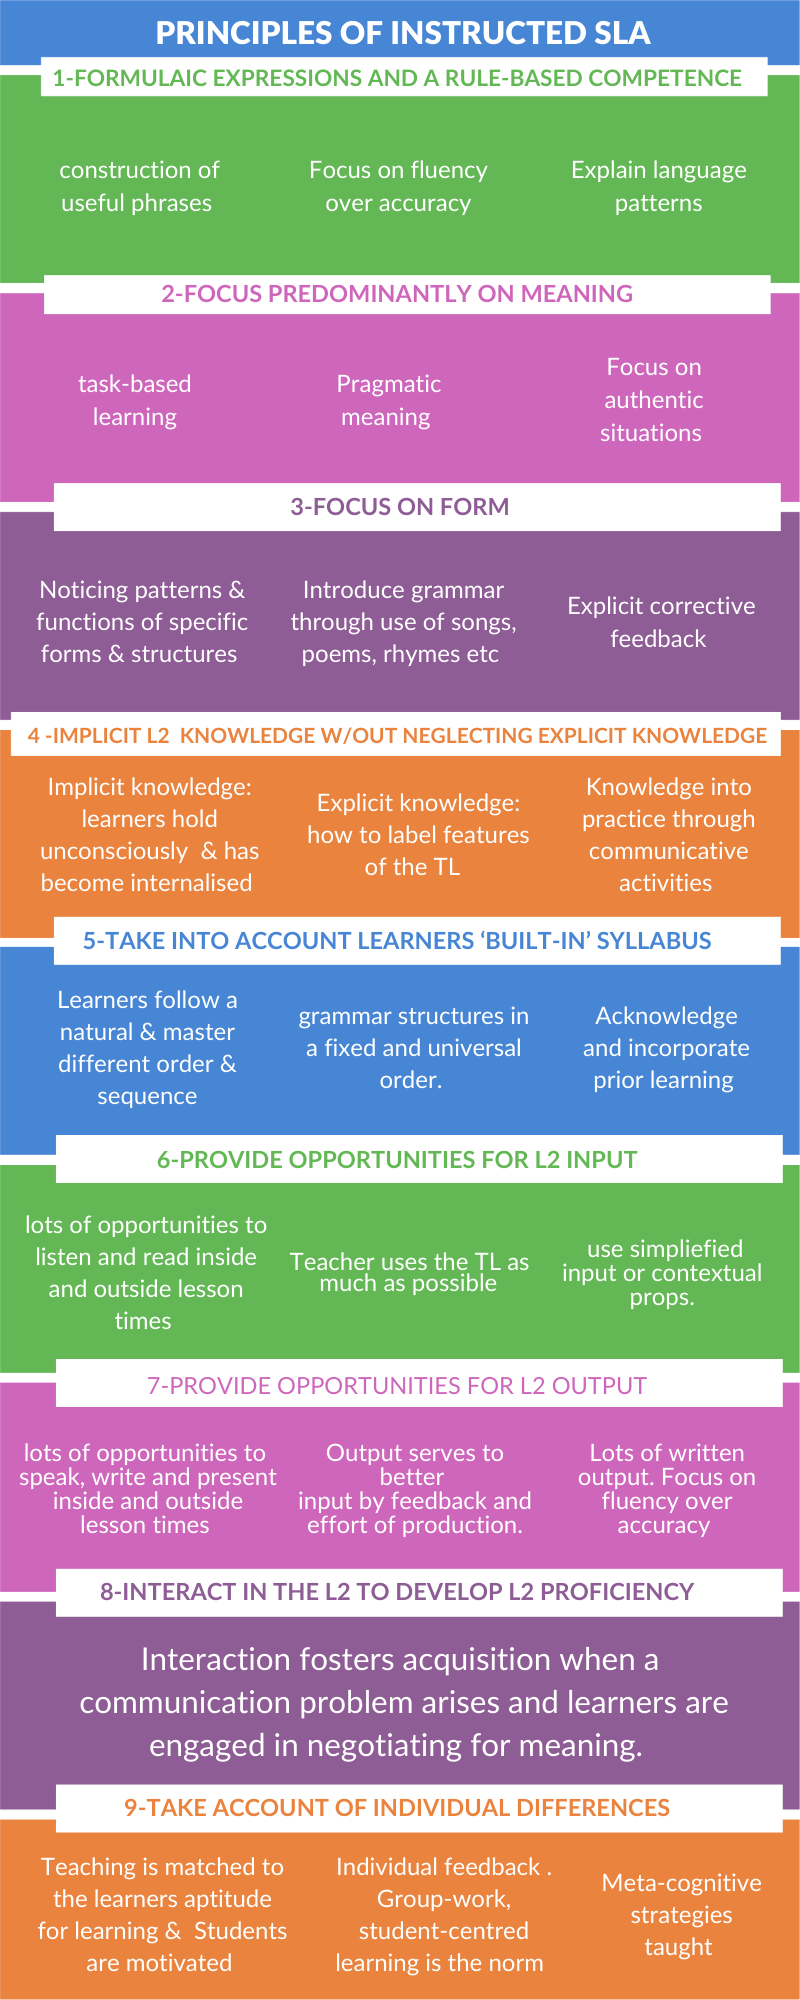 PRINCIPLES OF INSTRUCTED SLA
1-FORMULAIC EXPRESSIONS AND A RULE-BASED COMPETENCE
construction of
useful phrases
Focus on fluency
over accuracy
Explain language
patterns
2-FOCUS PREDOMINANTLY ON MEANING
task-based
learning
Pragmatic
meaning
Focus on
authentic
situations
3-FOCUS ON FORM
Noticing patterns &
functions of specific
forms & structures
Introduce grammar
through use of songs,
poems, rhymes etc
Explicit corrective
feedback
4 -IMPLICIT L2 KNOWLEDGE W/OUT NEGLECTING EXPLICIT KNOWLEDGE
Implicit knowledge:
learners hold
unconsciously & has
become internalised
Explicit knowledge:
how to label features
of the TL
Knowledge into
practice through
communicative
activities
5-TAKE INTO ACCOUNT LEARNERS ‘BUILT-IN’ SYLLABUS
Learners follow a
natural & master
different order &
sequence
grammar structures in
a fixed and universal
order.
Acknowledge
and incorporate
prior learning
6-PROVIDE OPPORTUNITIES FOR L2 INPUT
lots of opportunities to
listen and read inside
and outside lesson
times
Teacher uses the TL as
much as possible
use simpliefied
input or contextual
props.
7-PROVIDE OPPORTUNITIES FOR L2 OUTPUT
lots of opportunities to
speak, write and present
inside and outside
lesson times
Output serves to
better
input by feedback and
effort of production.
Lots of written
output. Focus on
fluency over
accuracy
8-INTERACT IN THE L2 TO DEVELOP L2 PROFICIENCY
Interaction fosters acquisition when a
communication problem arises and learners are
engaged in negotiating for meaning.
9-TAKE ACCOUNT OF INDIVIDUAL DIFFERENCES
Teaching is matched to
the learners aptitude
for learning & Students
are motivated
Individual feedback .
Group-work,
student-centred
learning is the norm
Meta-cognitive
strategies
taught